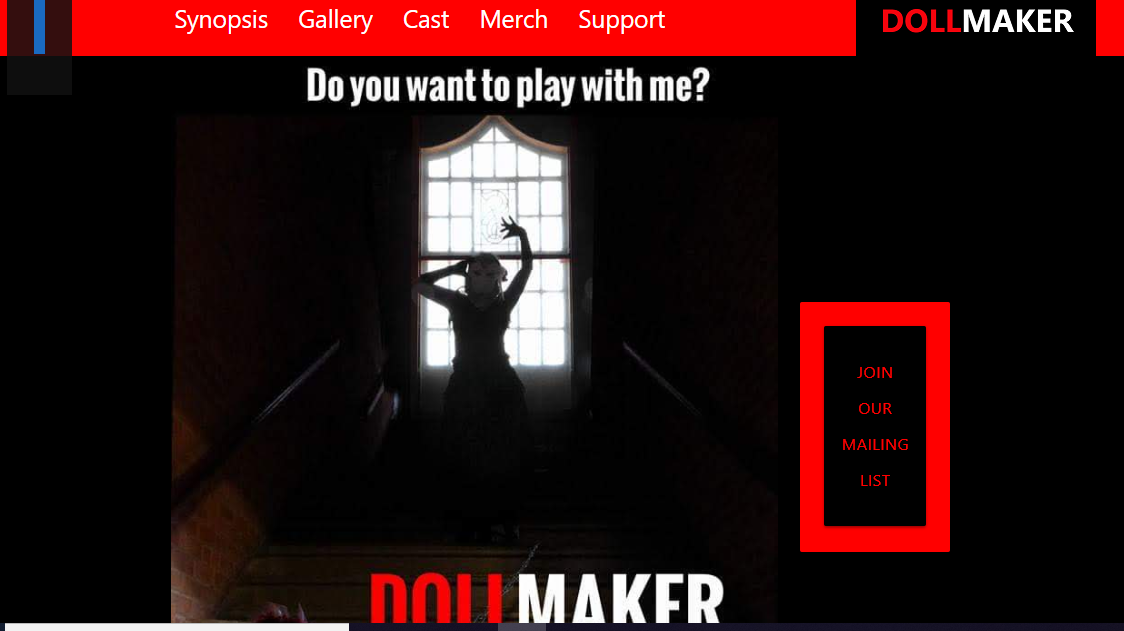 Synopsis Gallery Cast Merch Support DOLLMAKER
Do you want to play with me?
JOIN
OUR
MAILING
LIST
DOLLMAKER